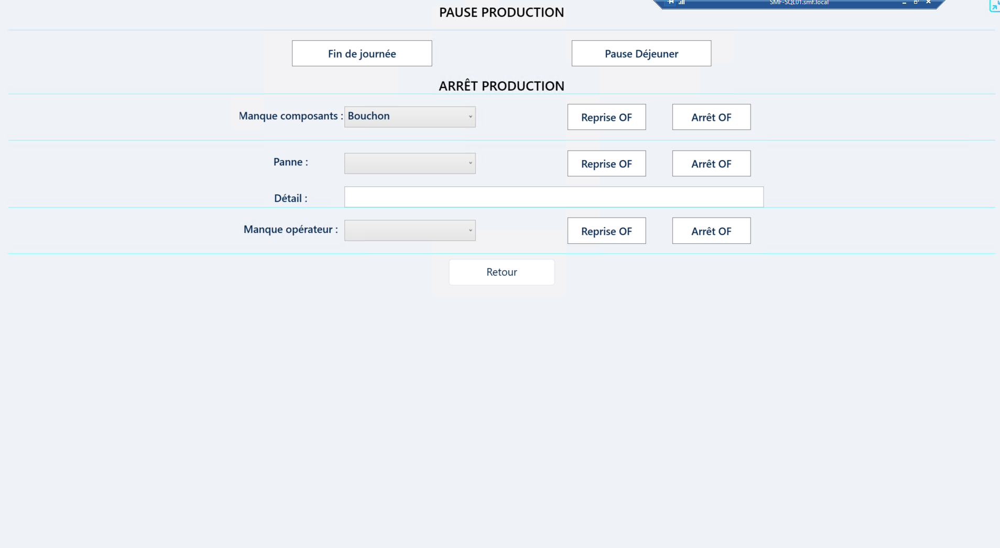 SMF-SQL01.smf.local
PAUSE PRODUCTION
Fin de journée
Pause Déjeuner
ARRÊT PRODUCTION
Manque composants : Bouchon
Reprise OF
Arrêt OF
Panne :
Reprise OF
Arrêt OF
Détail :
Manque opérateur :
Reprise OF
Arrêt OF
Retour